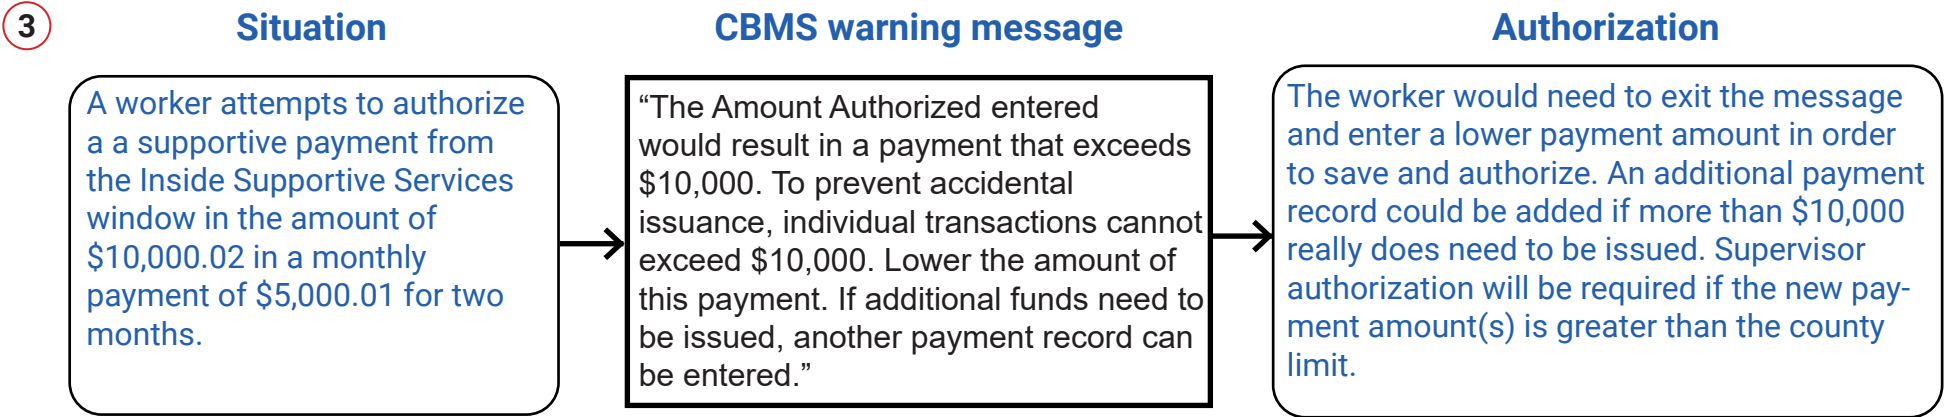 3
Situation
A worker attempts to authorize
a a supportive payment from
the Inside Supportive Services
window in the amount of
$10,000.02 in a monthly
payment of $5,000.01 for two
months.
CBMS warning message
“The Amount Authorized entered
would result in a payment that exceeds
$10,000. To prevent accidental
issuance, individual transactions cannot
exceed $10,000. Lower the amount of
this payment. If additional funds need to
be issued, another payment record can
be entered.”
Authorization
The worker would need to exit the message
and enter a lower payment amount in order
to save and authorize. An additional payment
record could be added if more than $10,000
really does need to be issued. Supervisor
authorization will be required if the new pay-
ment amount(s) is greater than the county
limit.